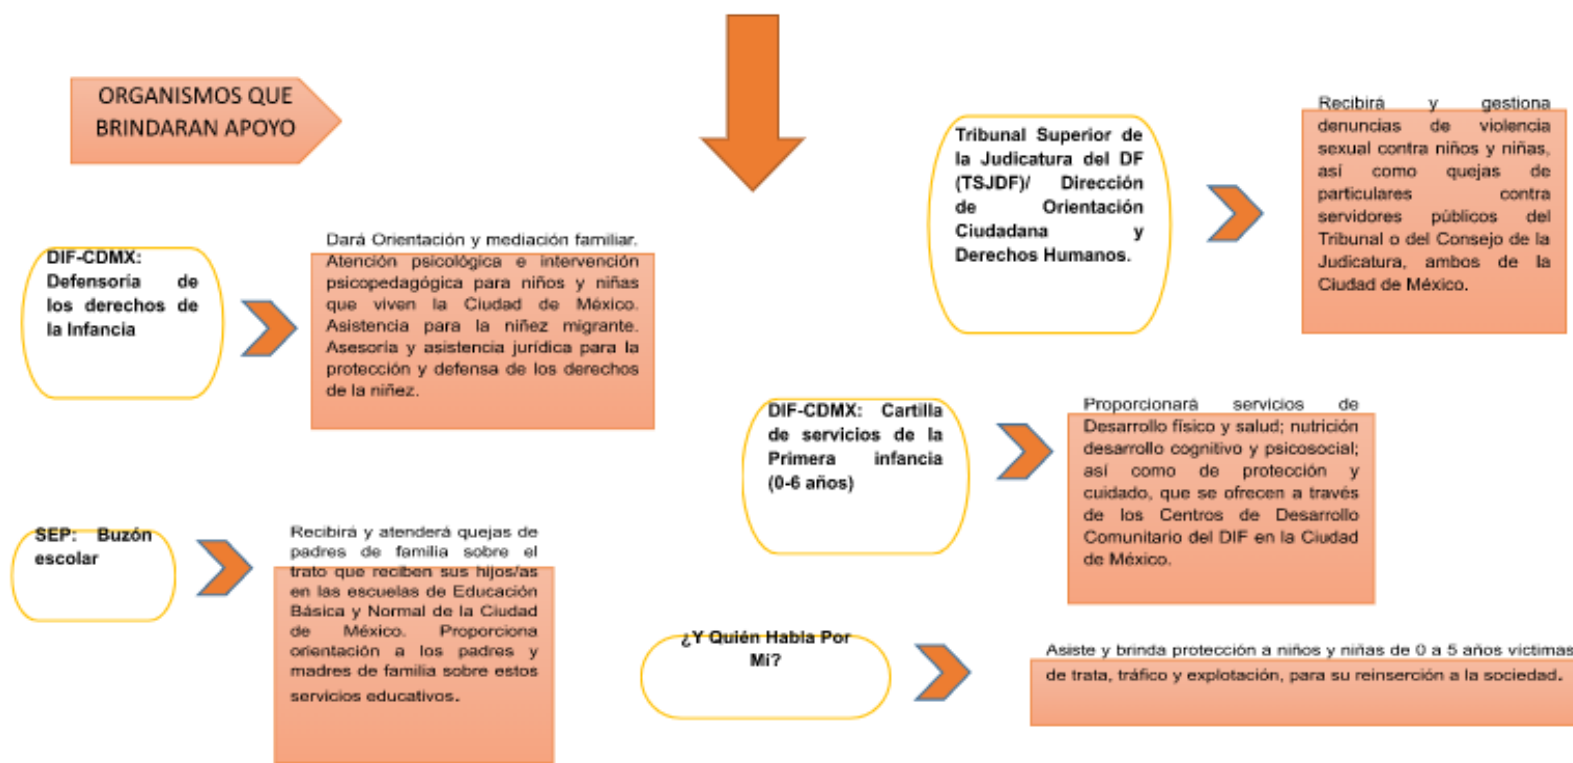 ORGANISMOS QUE
BRINDARAN APOYO
DIF-CDMX:
Defensoría de
los derechos de
la Infancia
Dará Orientación y mediación familiar.
Atención psicológica e intervención
psicopedagógica para niños y niñas
que viven la Ciudad de México.
Asistencia para la niñez migrante.
Asesoría y asistencia jurídica para la
protección y defensa de los derechos
de la niñez.
SEP: Buzón
escolar
Recibirá y atenderá quejas de
padres de familia sobre el
trato que reciben sus hijos/as
en las escuelas de Educación
Básica y Normal de la Ciudad
de México. Proporciona
orientación a los padres y
madres de familia sobre estos
servicios educativos.
Tribunal Superior de
la Judicatura del DF
(TSJDF)/ Dirección
de Orientación
Ciudadana y
Derechos Humanos.
Recibirá y gestiona
denuncias de violencia
sexual contra niños y niñas,
así como quejas de
particulares contra
servidores públicos del
Tribunal o del Consejo de la
Judicatura, ambos de la
Ciudad de México.
DIF-CDMX: Cartilla
de servicios de la
Primera infancia
(0-6 años)
Proporcionará servicios de
Desarrollo físico y salud; nutrición
desarrollo cognitivo y psicosocial;
así como de protección y
cuidado, que se ofrecen a través
de los Centros de Desarrollo
Comunitario del DIF en la Ciudad
de México.
¿Y Quién Habla Por
Mí?
Asiste y brinda protección a niños y niñas de 0 a 5 años víctimas
de trata, tráfico y explotación, para su reinserción a la sociedad.